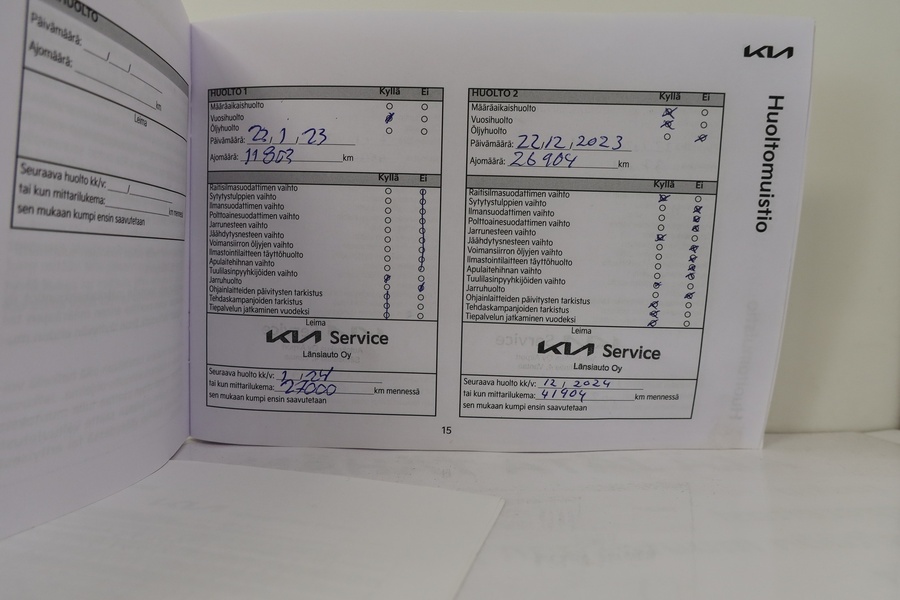 HUOLTO
Päivämäärä: / /
Ajomäärä: km
Leima
Seuraava huolto kk/v: /
tai kun mittarilukema: km mennessä
sen mukaan kumpi ensin saavutetaan
HUOLTO 1 Kyllä Ei
Määräaikaishuolto
Vuosihuolto
Öljyhuolto
Päivämäärä: 22, 1, 23
Ajomäärä: 11803 km
Kyllä Ei
Raitisilmasuodattimen vaihto
Sytytystulppien vaihto
Ilmansuodattimen vaihto
Polttoainesuodattimen vaihto
Jarrunesteen vaihto
Jäähdytysnesteen vaihto
Voimansiirron öljyjen vaihto
Ilmastointilaitteen täyttöhuolto
Apulaitehihnan vaihto
Tuulilasinpyyhkijöiden vaihto
Jarruhuolto
Ohjainlaitteiden päivitysten tarkistus
Tehdaskampanjoiden tarkistus
Tiepalvelun jatkaminen vuodeksi
Leima
KIA Service
Länsiauto Oy
Seuraava huolto kk/v: 1, 24
tai kun mittarilukema: 27000 km mennessä
sen mukaan kumpi ensin saavutetaan
HUOLTO 2 Kyllä Ei
Määräaikaishuolto
Vuosihuolto
Öljyhuolto
Päivämäärä: 22, 12, 2023
Ajomäärä: 26904 km
Kyllä Ei
Raitisilmasuodattimen vaihto
Sytytystulppien vaihto
Ilmansuodattimen vaihto
Polttoainesuodattimen vaihto
Jarrunesteen vaihto
Jäähdytysnesteen vaihto
Voimansiirron öljyjen vaihto
Ilmastointilaitteen täyttöhuolto
Apulaitehihnan vaihto
Tuulilasinpyyhkijöiden vaihto
Jarruhuolto
Ohjainlaitteiden päivitysten tarkistus
Tehdaskampanjoiden tarkistus
Tiepalvelun jatkaminen vuodeksi
Leima
KIA Service
Länsiauto Oy
Seuraava huolto kk/v: 12, 2024
tai kun mittarilukema: 41904 km mennessä
sen mukaan kumpi ensin saavutetaan
15
KIA
Huoltomuistio